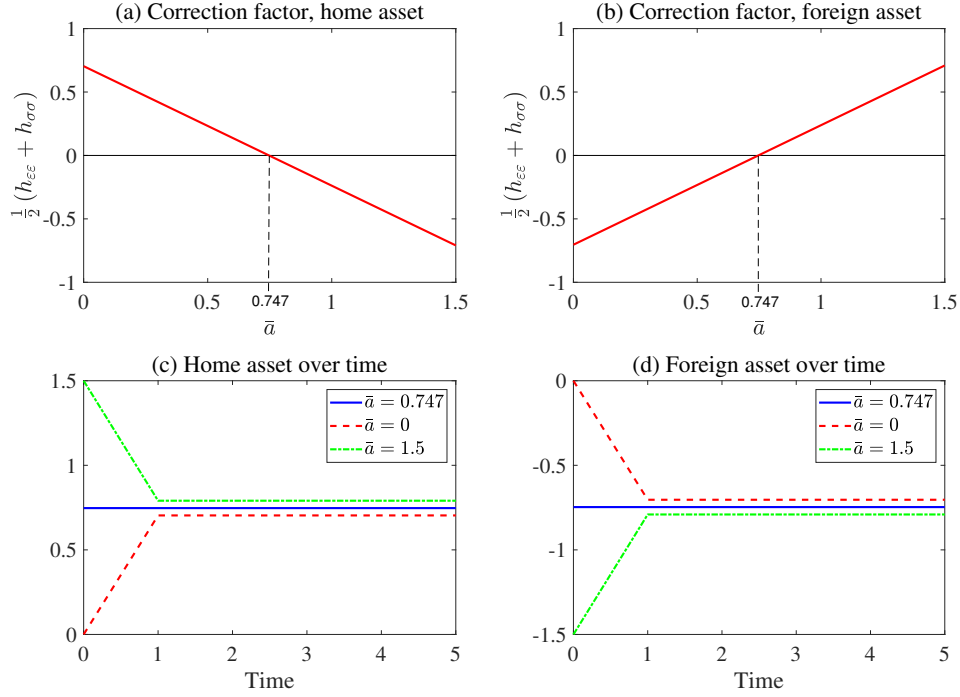 (a) Correction factor, home asset
1
0.5
0
-0.5
-1
½ (hεε + hσσ)
0
0.5
0.747
1
1.5
ā
(b) Correction factor, foreign asset
1
0.5
0
-0.5
-1
½ (hεε + hσσ)
0
0.5
0.747
1
1.5
ā
(c) Home asset over time
1.5
1
0.5
0
ā = 0.747
ā = 0
ā = 1.5
0
1
2
3
4
5
Time
(d) Foreign asset over time
0
-0.5
-1
-1.5
ā = 0.747
ā = 0
ā = 1.5
0
1
2
3
4
5
Time